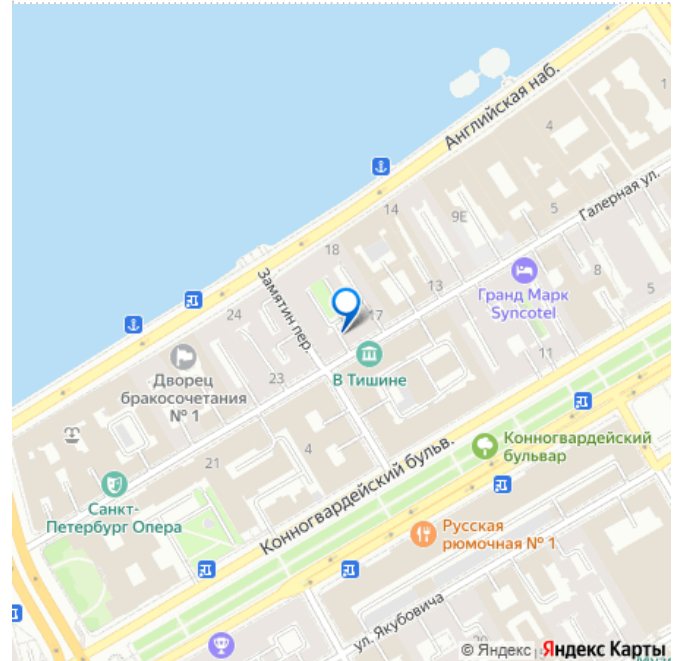 Английская наб.
1
4
Галерная ул.
14
9Е
5
18
8
Замятин пер.
13
Гранд Марк
Syncotel
5
24
17
Дворец
бракосочетания
№ 1
23
В Тишине
11
4
Конногвардейский
бульвар
21
Конногвардейский бульв.
Санкт-
Петербург Опера
Русская
рюмочная № 1
ул. Якубовича
20
15
© Яндекс
Яндекс Карты